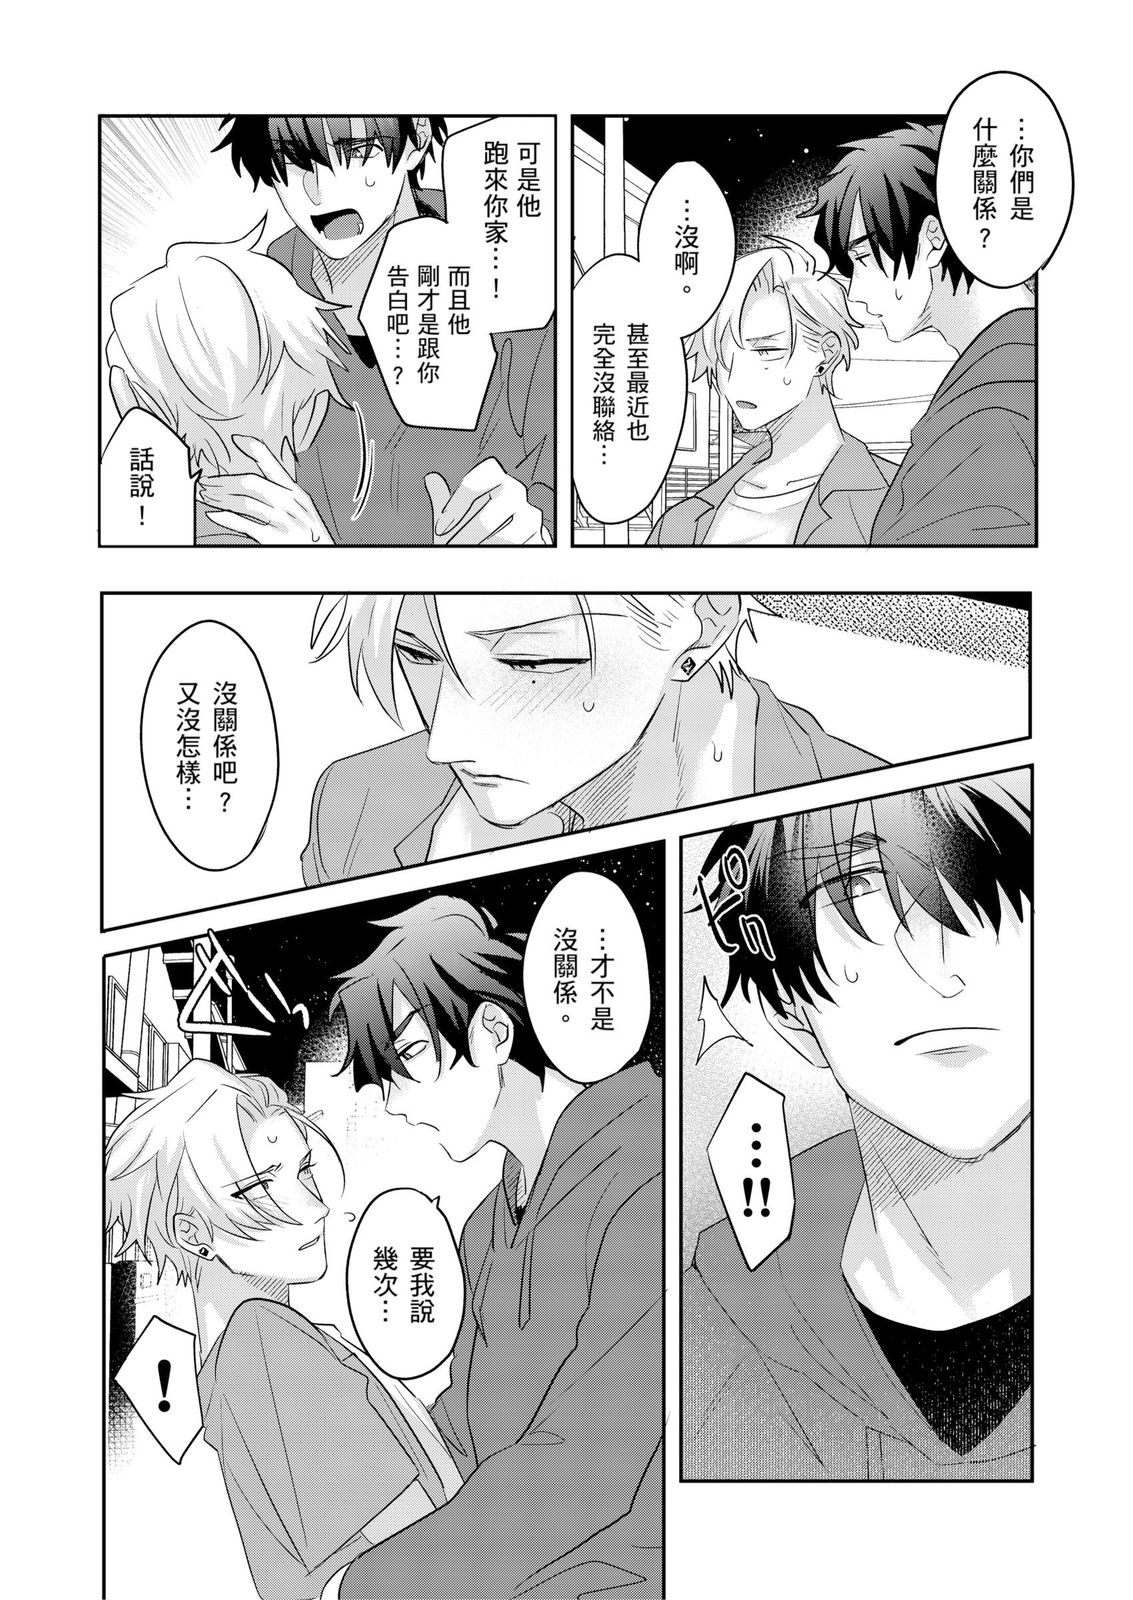 …你們是
什麼關係？
…沒啊。
甚至最近也
完全沒聯絡…
可是他
跑來你家…！
而且他
剛才是跟你
告白吧…？
話說！
沒關係吧？
又沒怎樣…
ピクッ
…!!
…才不是
沒關係。
要我說
幾次…
！